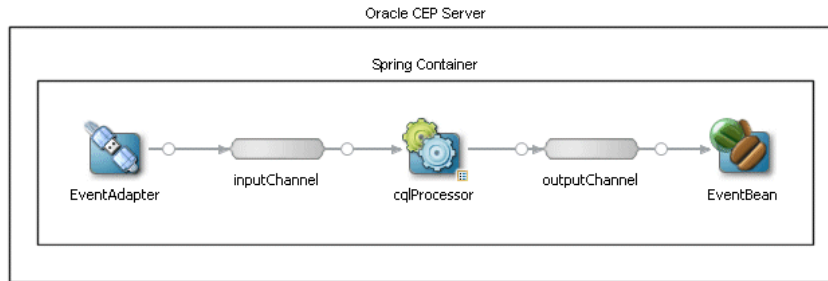 Oracle CEP Server
Spring Container
EventAdapter
inputChannel
cqlProcessor
outputChannel
EventBean